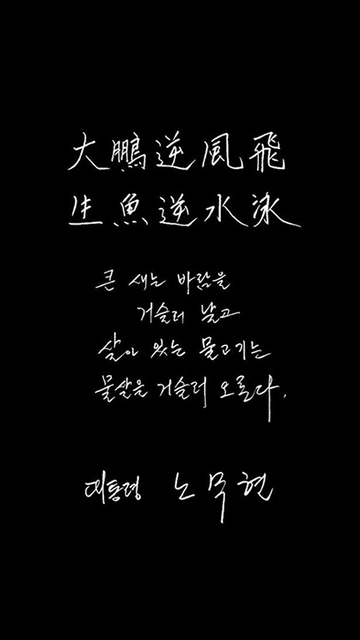 大鵬逆風飛
生魚逆水泳
큰 새는 바람을
거슬러 날고
살아 있는 물고기는
물살을 거슬러 오른다.
대통령 노무현